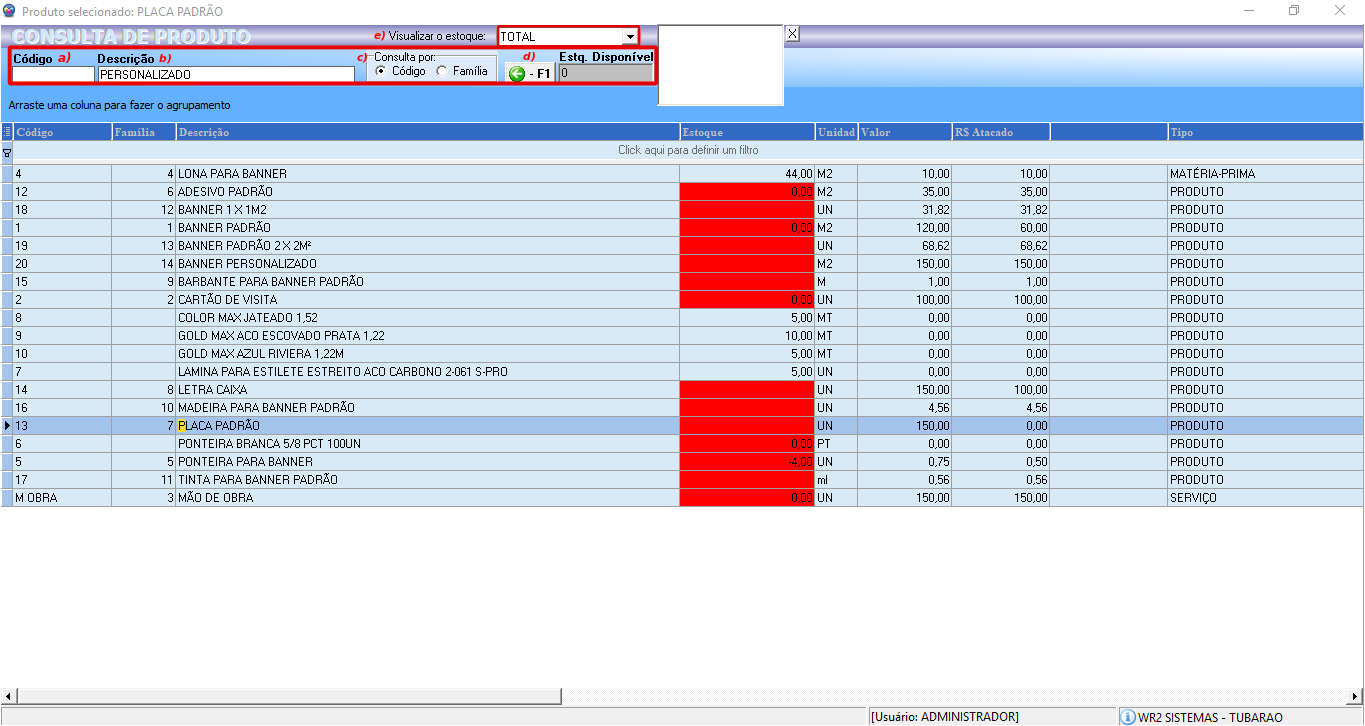 Produto selecionado: PLACA PADRÃO
CONSULTA DE PRODUTO
e) Visualizar o estoque: TOTAL
X
Código a) Descrição b) c) Consulta por: d) Estq. Disponível
PERSONALIZADO Código Família - F1 0
Arraste uma coluna para fazer o agrupamento
Código Família Descrição Estoque Unidad Valor R$ Atacado Tipo
Click aqui para definir um filtro
4 4 LONA PARA BANNER 44,00 M2 10,00 10,00 MATÉRIA-PRIMA
12 6 ADESIVO PADRÃO 0,00 M2 35,00 35,00 PRODUTO
18 12 BANNER 1 X 1M2 UN 31,82 31,82 PRODUTO
1 1 BANNER PADRÃO 0,00 M2 120,00 60,00 PRODUTO
19 13 BANNER PADRÃO 2 X 2M² UN 68,62 68,62 PRODUTO
20 14 BANNER PERSONALIZADO M2 150,00 150,00 PRODUTO
15 9 BARBANTE PARA BANNER PADRÃO M 1,00 1,00 PRODUTO
2 2 CARTÃO DE VISITA 0,00 UN 100,00 100,00 PRODUTO
8 COLOR MAX JATEADO 1,52 5,00 MT 0,00 0,00 PRODUTO
9 GOLD MAX ACO ESCOVADO PRATA 1,22 10,00 MT 0,00 0,00 PRODUTO
10 GOLD MAX AZUL RIVIERA 1,22M 5,00 MT 0,00 0,00 PRODUTO
7 LAMINA PARA ESTILETE ESTREITO ACO CARBONO 2-061 S-PRO 5,00 UN 0,00 0,00 PRODUTO
14 8 LETRA CAIXA UN 150,00 100,00 PRODUTO
16 10 MADEIRA PARA BANNER PADRÃO UN 4,56 4,56 PRODUTO
13 7 PLACA PADRÃO UN 150,00 0,00 PRODUTO
6 PONTEIRA BRANCA 5/8 PCT 100UN 0,00 PT 0,00 0,00 PRODUTO
5 5 PONTEIRA PARA BANNER -4,00 UN 0,75 0,50 PRODUTO
17 11 TINTA PARA BANNER PADRÃO ml 0,56 0,56 PRODUTO
M OBRA 3 MÃO DE OBRA 0,00 UN 150,00 150,00 SERVIÇO
[Usuário: ADMINISTRADOR] WR2 SISTEMAS - TUBARAO